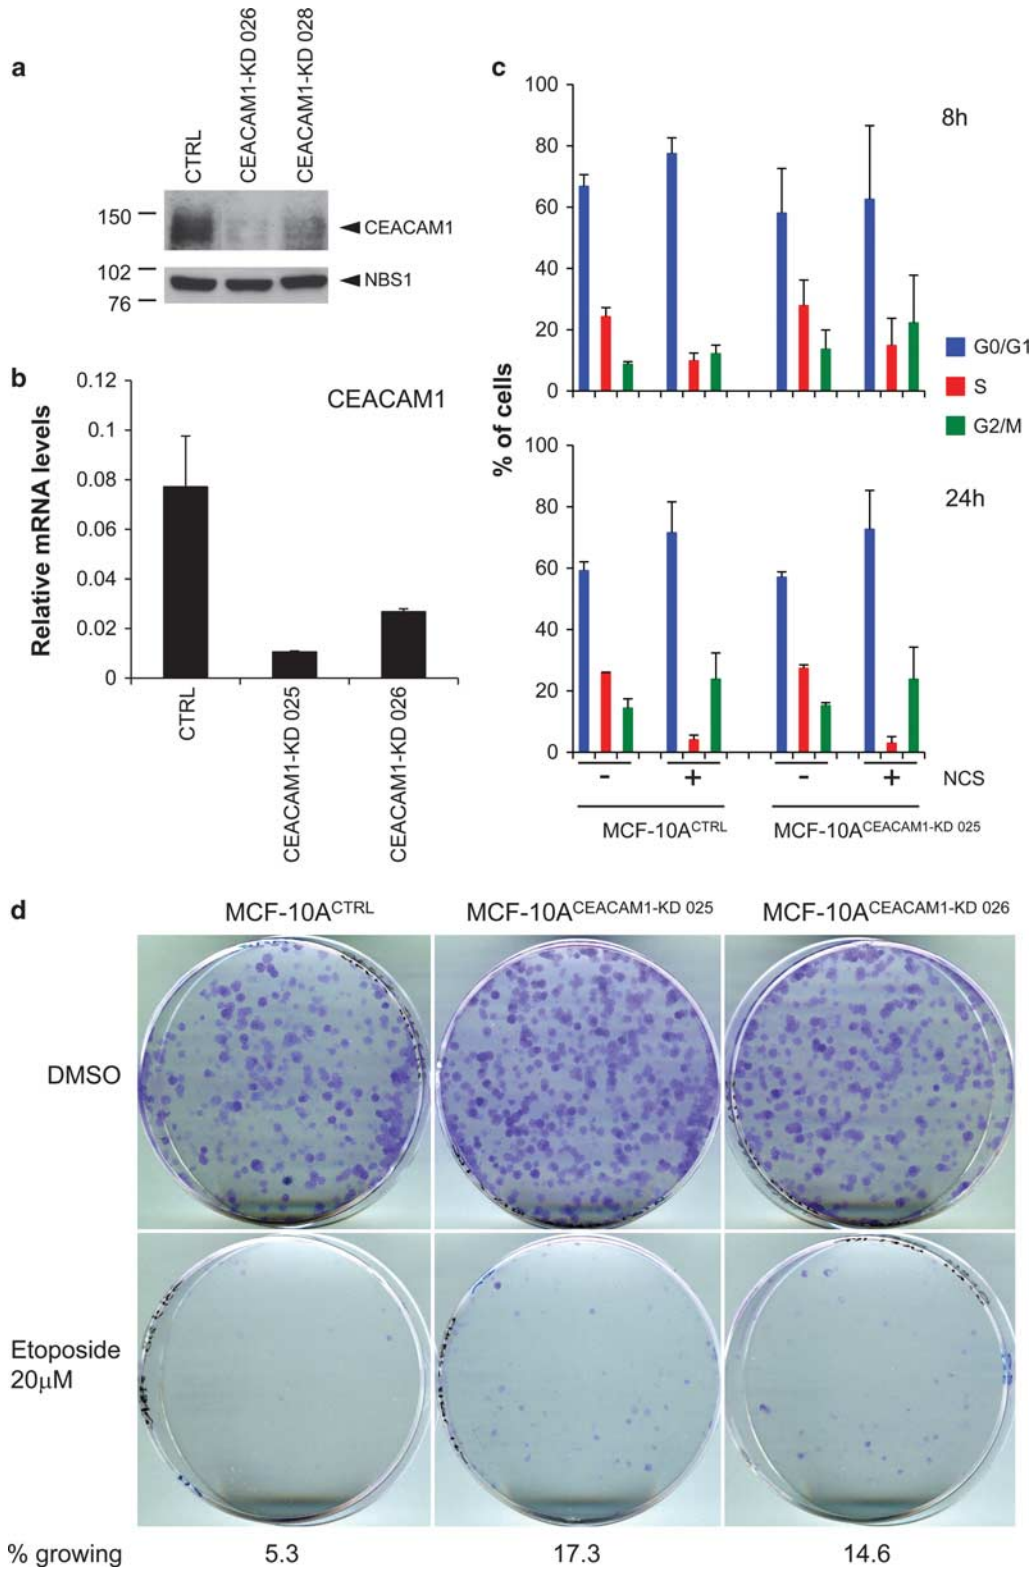 a
CTRL
CEACAM1-KD 026
CEACAM1-KD 028
150
CEACAM1
102
76
NBS1
b
0.12
0.1
0.08
0.06
0.04
0.02
0
Relative mRNA levels
CEACAM1
CTRL
CEACAM1-KD 025
CEACAM1-KD 026
c
100
80
60
40
20
0
8h
% of cells
G0/G1
S
G2/M
100
80
60
40
20
0
24h
- + - + NCS
MCF-10ACTRL MCF-10ACEACAM1-KD 025
d
MCF-10ACTRL MCF-10ACEACAM1-KD 025 MCF-10ACEACAM1-KD 026
DMSO
Etoposide
20µM
% growing 5.3 17.3 14.6